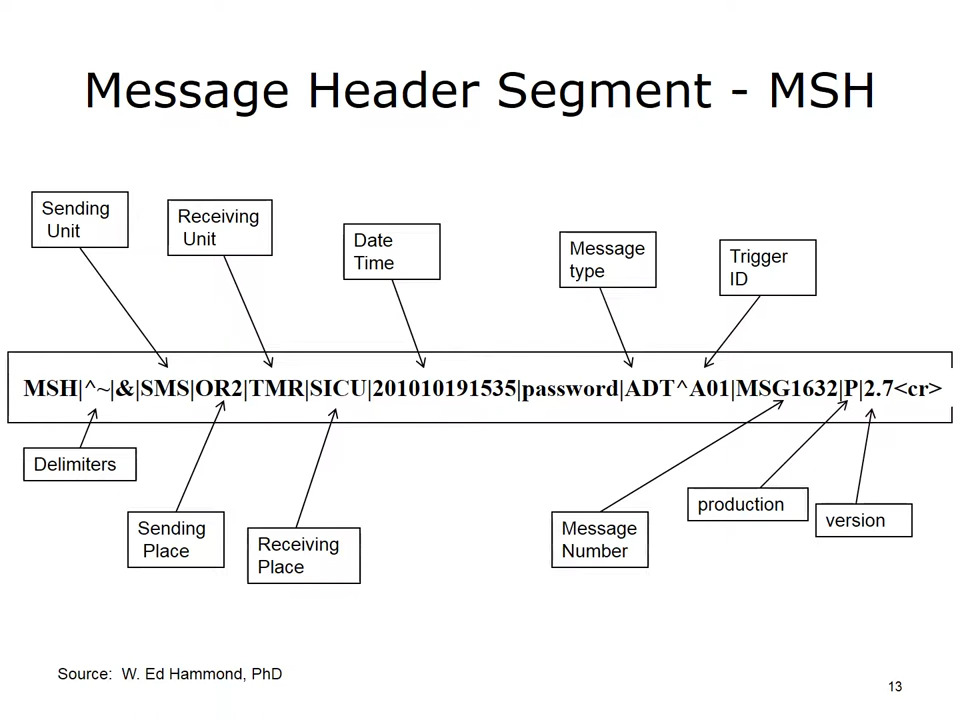 Message Header Segment - MSH
Sending
Unit
Receiving
Unit
Date
Time
Message
type
Trigger
ID
MSH|^~|&|SMS|OR2|TMR|SICU|201010191535|password|ADT^A01|MSG1632|P|2.7<cr>
Delimiters
Sending
Place
Receiving
Place
Message
Number
production
version
Source: W. Ed Hammond, PhD
13